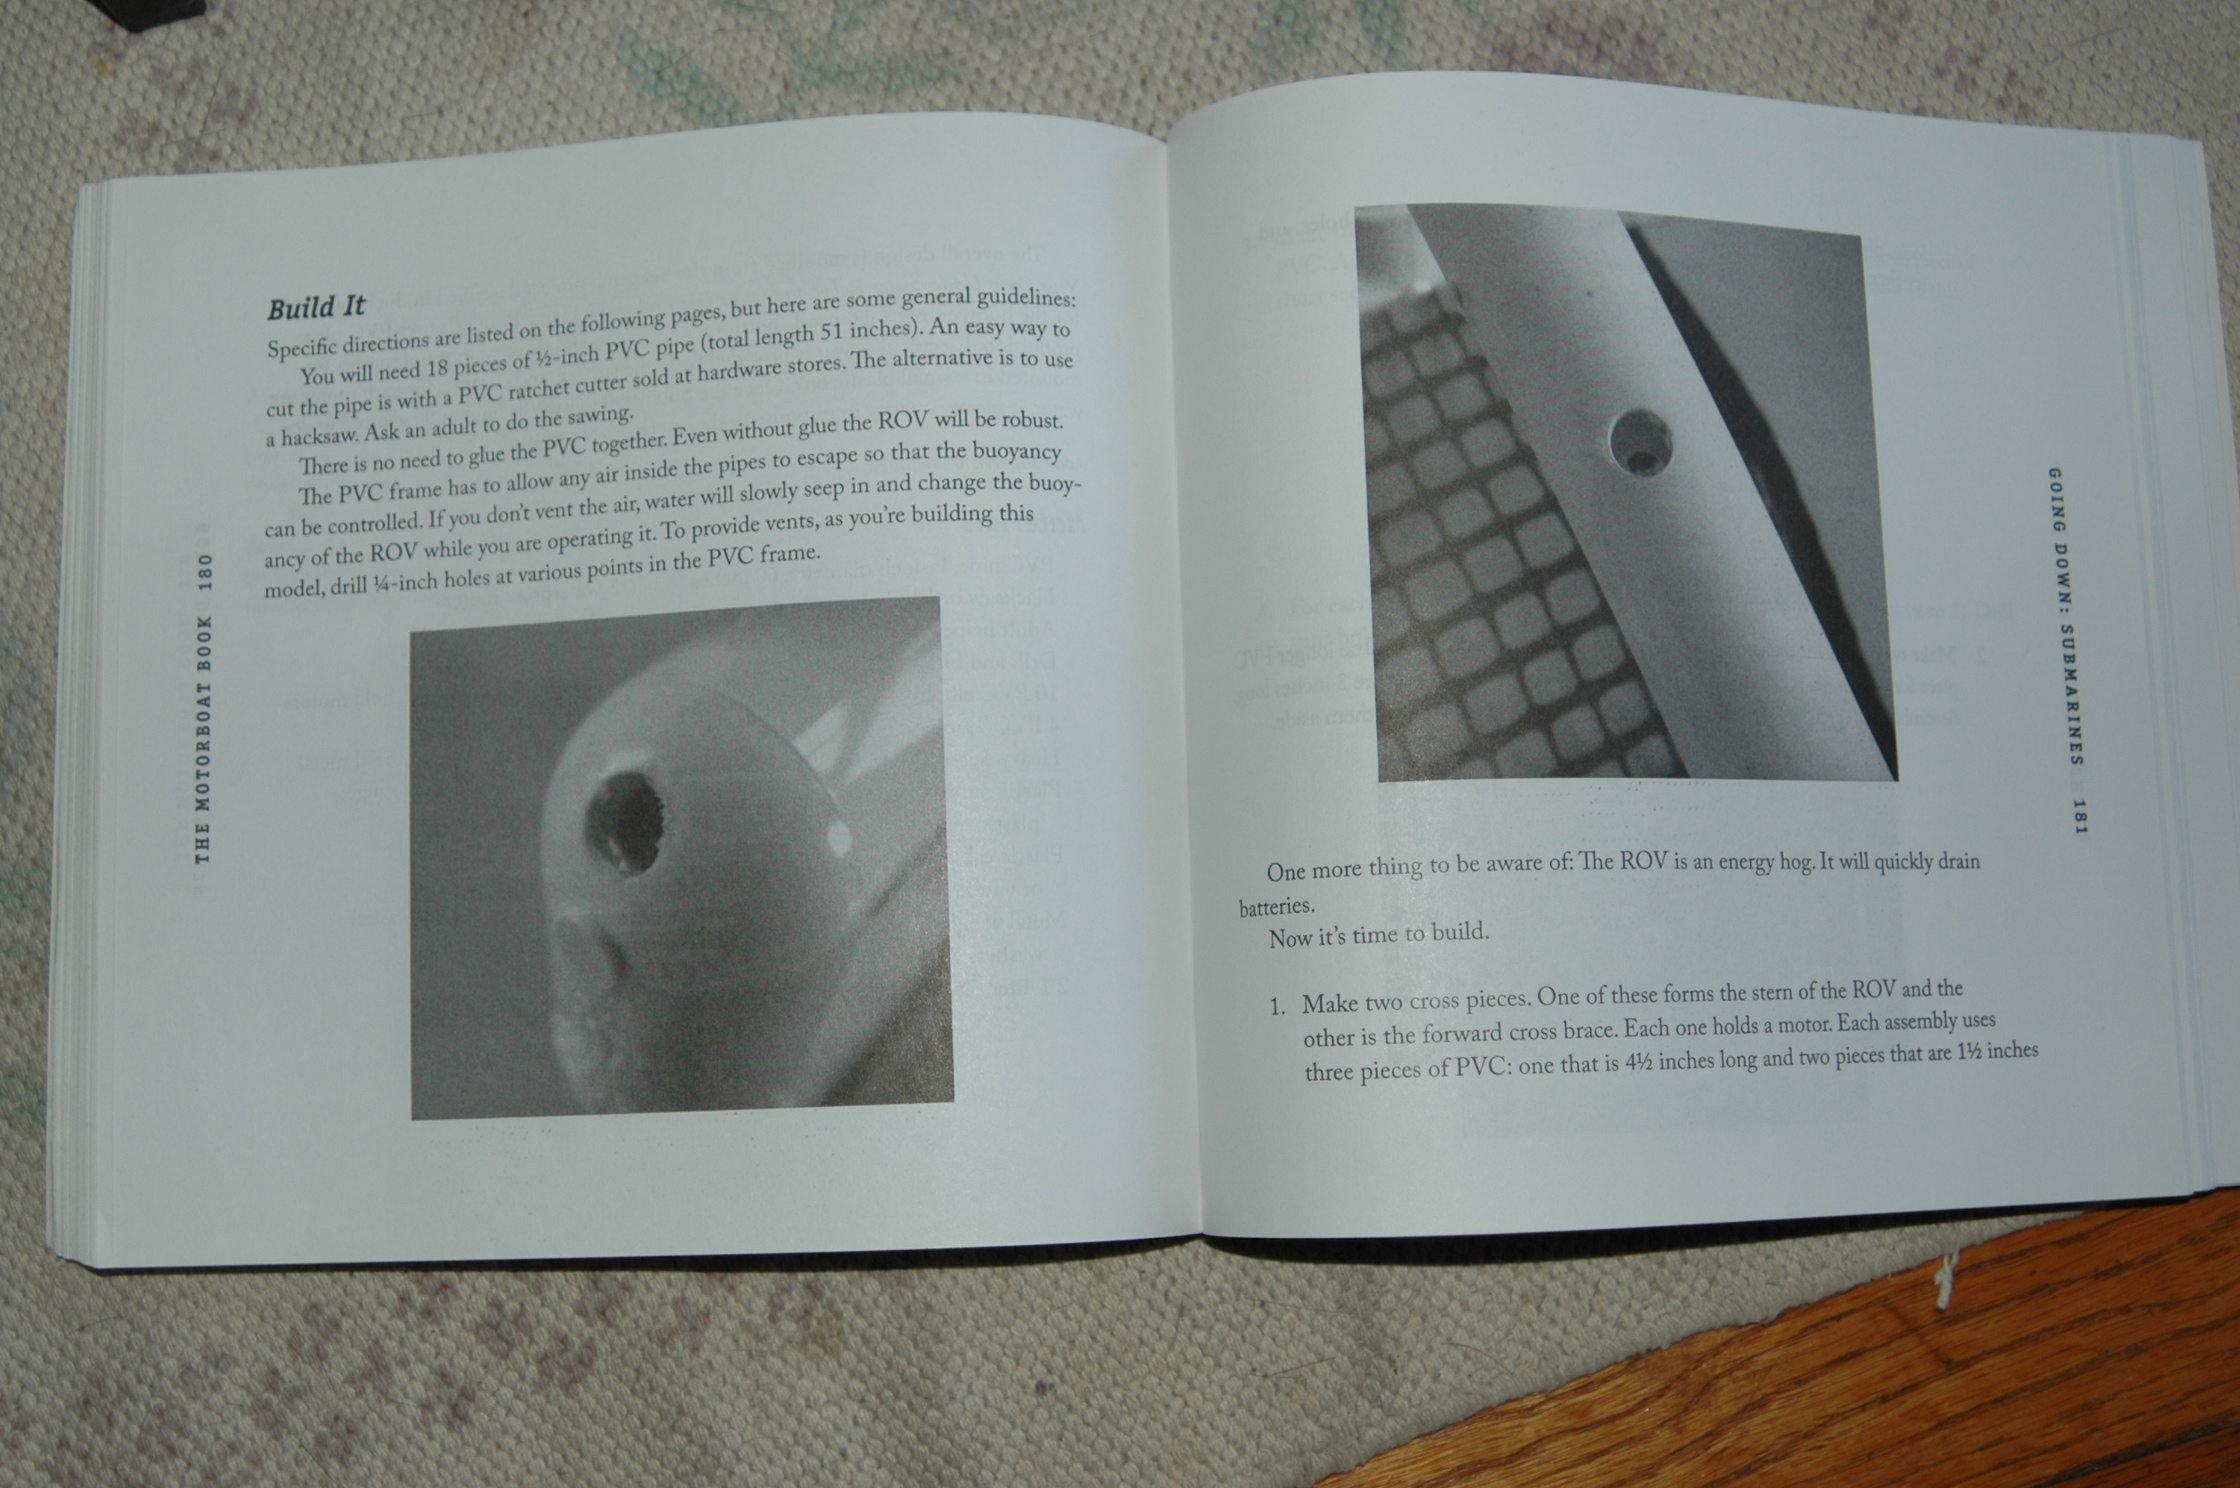 Build It
Specific directions are listed on the following pages, but here are some general guidelines:
You will need 18 pieces of ½-inch PVC pipe (total length 51 inches). An easy way to
cut the pipe is with a PVC ratchet cutter sold at hardware stores. The alternative is to use
a hacksaw. Ask an adult to do the sawing.
There is no need to glue the PVC together. Even without glue the ROV will be robust.
The PVC frame has to allow any air inside the pipes to escape so that the buoyancy
can be controlled. If you don't vent the air, water will slowly seep in and change the buoy-
ancy of the ROV while you are operating it. To provide vents, as you're building this
model, drill ¼-inch holes at various points in the PVC frame.
THE MOTORBOAT BOOK 180
One more thing to be aware of: The ROV is an energy hog. It will quickly drain
batteries.
Now it's time to build.
1. Make two cross pieces. One of these forms the stern of the ROV and the
other is the forward cross brace. Each one holds a motor. Each assembly uses
three pieces of PVC: one that is 4½ inches long and two pieces that are 1½ inches
GOING DOWN: SUBMARINES 181